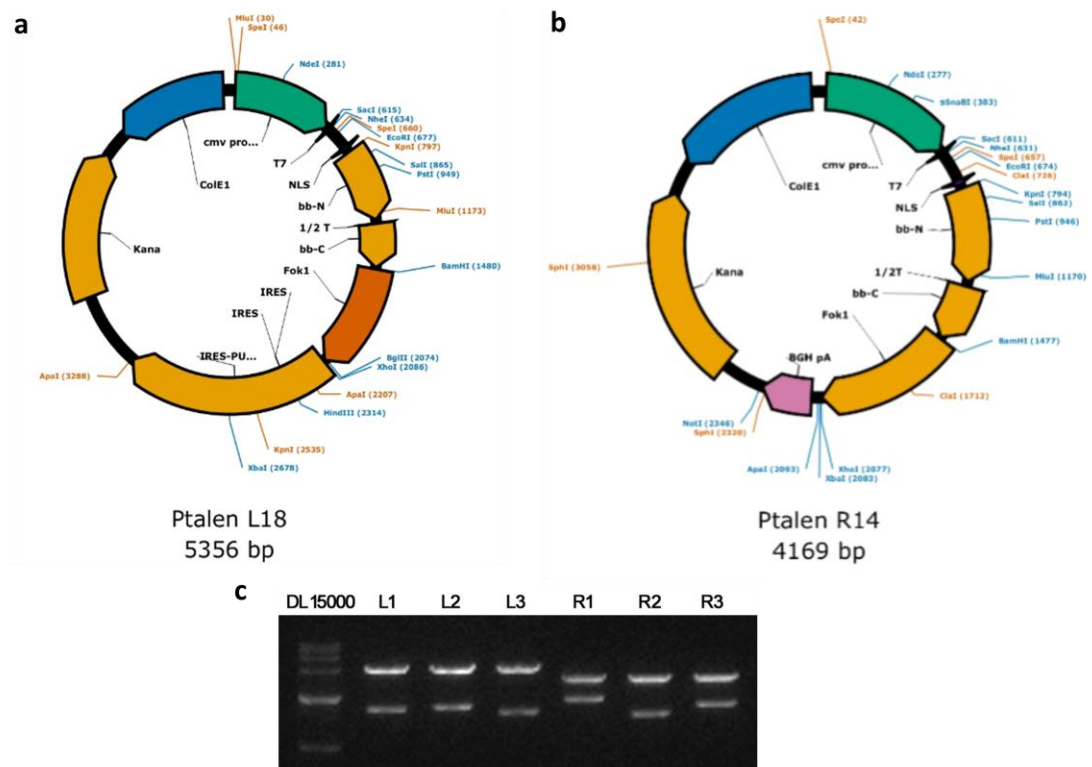 a
MluI (30)
SpeI (46)
NdeI (281)
SacI (615)
NheI (634)
SpeI (660)
EcoRI (677)
KpnI (797)
SalI (865)
PstI (949)
MluI (1173)
BamHI (1480)
BglII (2074)
XhoI (2086)
ApaI (2207)
HindIII (2314)
KpnI (2535)
XbaI (2678)
ApaI (3288)
cmv pro...
T7
NLS
bb-N
1/2 T
bb-C
Fok1
IRES
IRES
IRES-PU...
Kana
ColE1
Ptalen L18
5356 bp
b
SpeI (42)
NdeI (277)
sSnaBI (383)
SacI (611)
NheI (631)
SpeI (657)
EcoRI (674)
ClaI (726)
KpnI (794)
SalI (862)
PstI (946)
MluI (1170)
BamHI (1477)
ClaI (1712)
XhoI (2077)
XbaI (2083)
ApaI (2093)
SphI (2320)
NotI (2346)
SphI (3058)
cmv pro...
T7
NLS
bb-N
1/2T
bb-C
Fok1
BGH pA
Kana
ColE1
Ptalen R14
4169 bp
c
DL15000 L1 L2 L3 R1 R2 R3